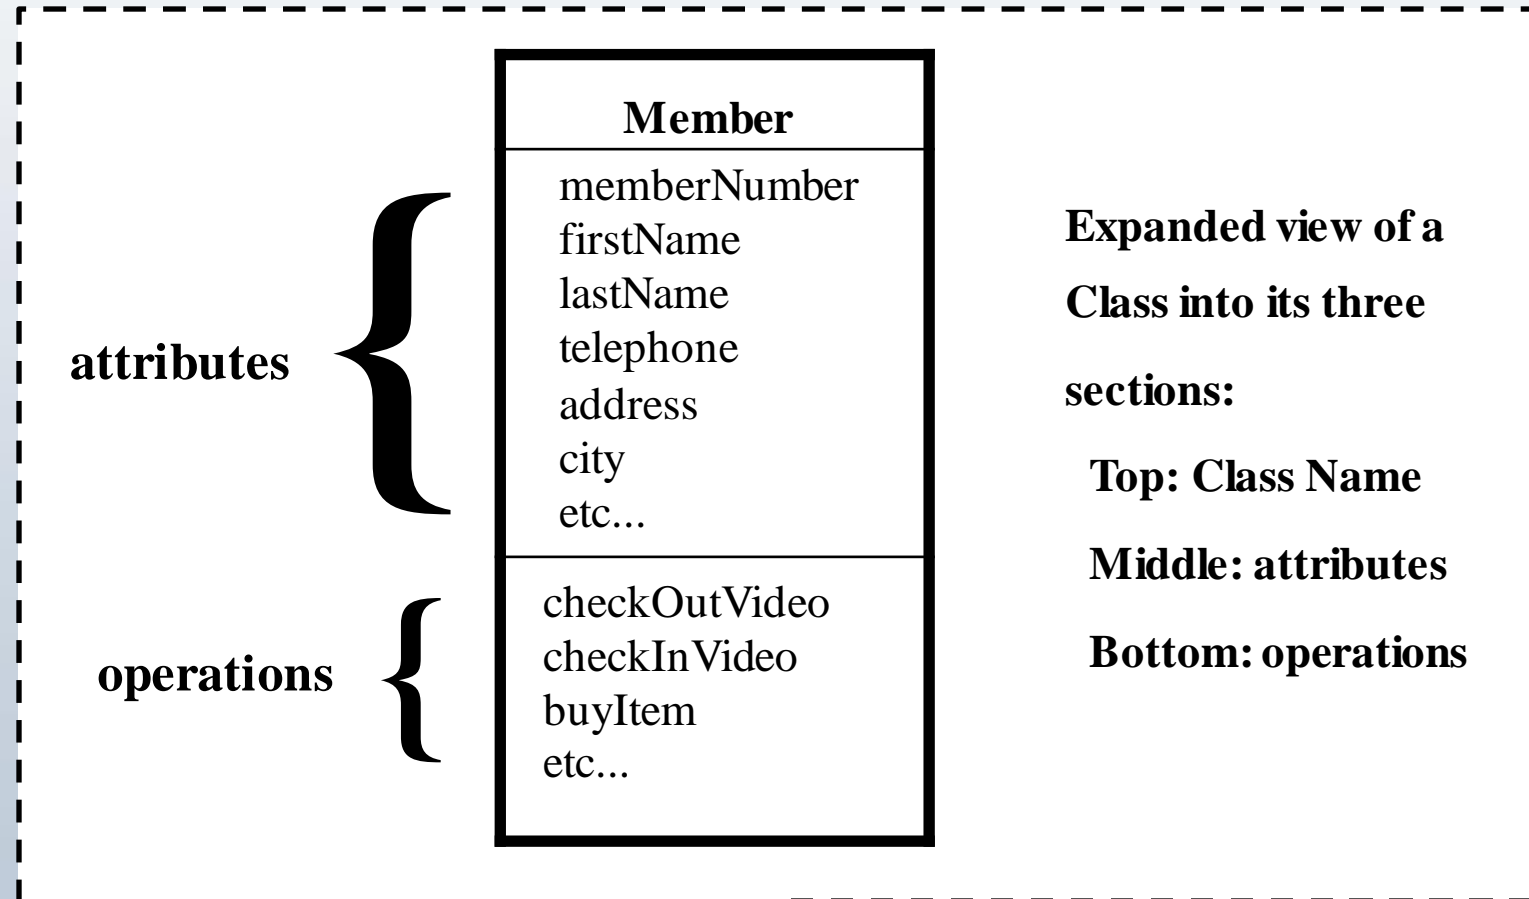 Member
attributes
memberNumber
firstName
lastName
telephone
address
city
etc...
operations
checkOutVideo
checkInVideo
buyItem
etc...
Expanded view of a
Class into its three
sections:
Top: Class Name
Middle: attributes
Bottom: operations